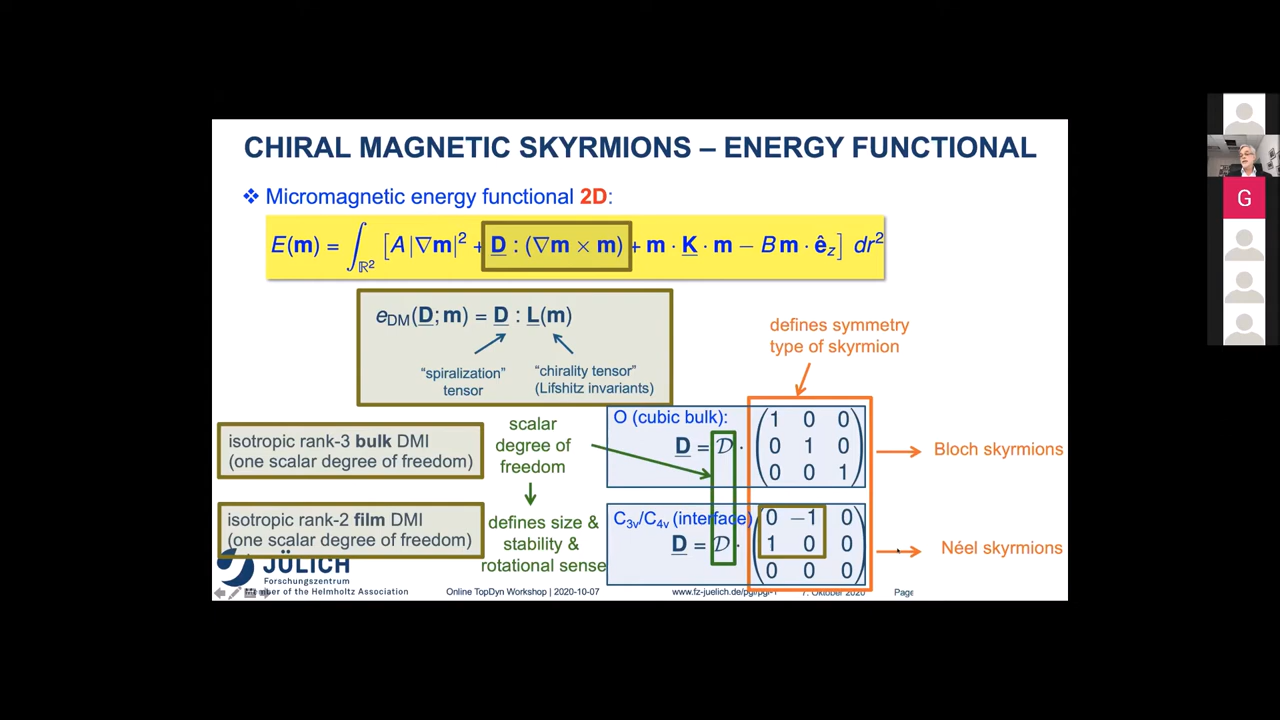 CHIRAL MAGNETIC SKYRMIONS – ENERGY FUNCTIONAL
❖ Micromagnetic energy functional 2D:
E(m) = ∫_ℝ² [A|∇m|² + D : (∇m × m) + m · K · m − B m · ê_z] dr²
e_DM(D; m) = D : L(m)
"spiralization"
tensor
"chirality tensor"
(Lifshitz invariants)
defines symmetry
type of skyrmion
isotropic rank-3 bulk DMI
(one scalar degree of freedom)
scalar
degree of
freedom
O (cubic bulk):
D = 𝒟 ·
1 0 0
0 1 0
0 0 1
Bloch skyrmions
isotropic rank-2 film DMI
(one scalar degree of freedom)
defines size &
stability &
rotational sense
C3v/C4v (interface)
D = 𝒟 ·
0 −1 0
1 0 0
0 0 0
Néel skyrmions
JÜLICH
Forschungszentrum
Member of the Helmholtz Association
Online TopDyn Workshop | 2020-10-07
www.fz-juelich.de/pgi/pgi-1
7. Oktober 2020
Page
G